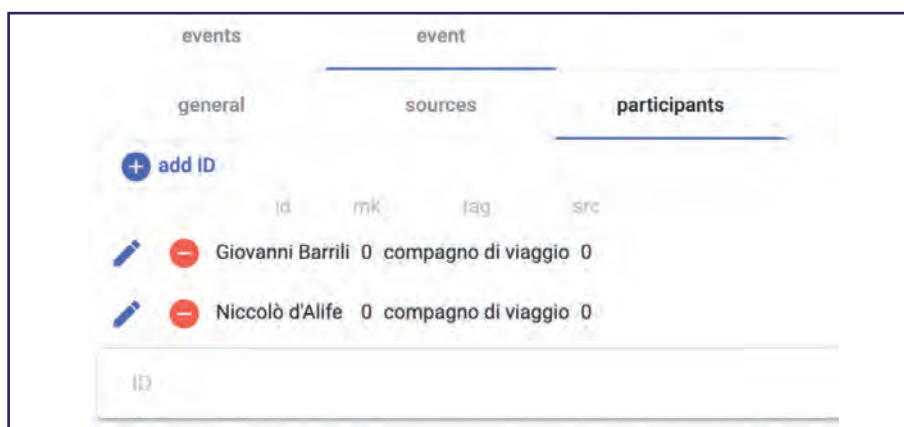 events event
general sources participants
add ID
id mk tag src
Giovanni Barrili 0 compagno di viaggio 0
Niccolò d'Alife 0 compagno di viaggio 0
ID